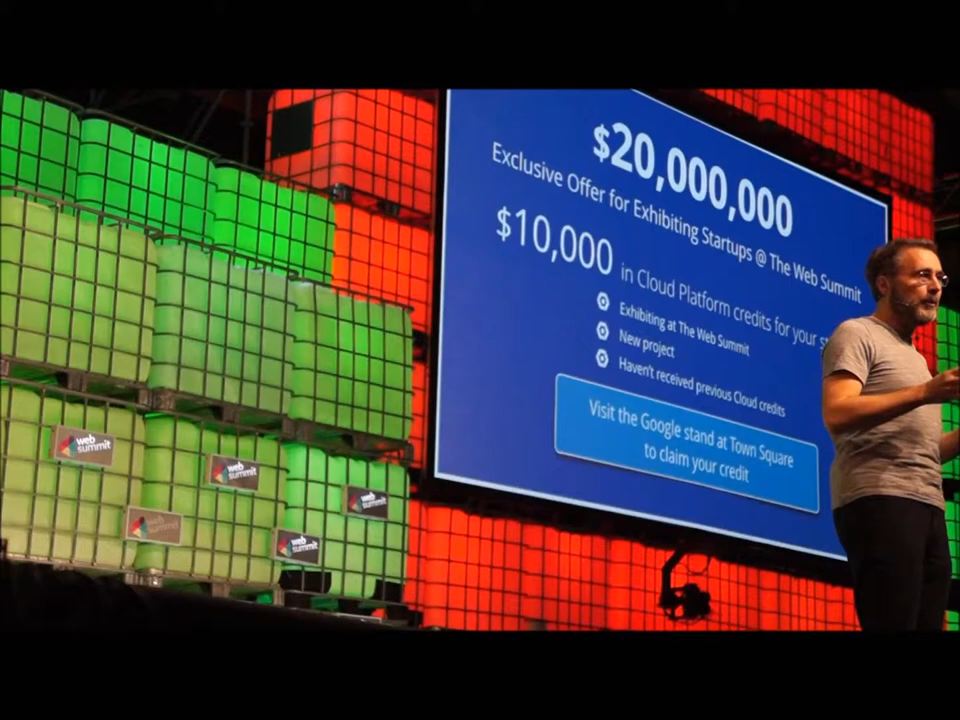 $20,000,000
Exclusive Offer for Exhibiting Startups @ The Web Summit
$10,000 in Cloud Platform credits for your
Exhibiting at The Web Summit
New project
Haven't received previous Cloud credits
Visit the Google stand at Town Square
to claim your credit
web
summit
web
summit
web
summit
web
summit
web
summit